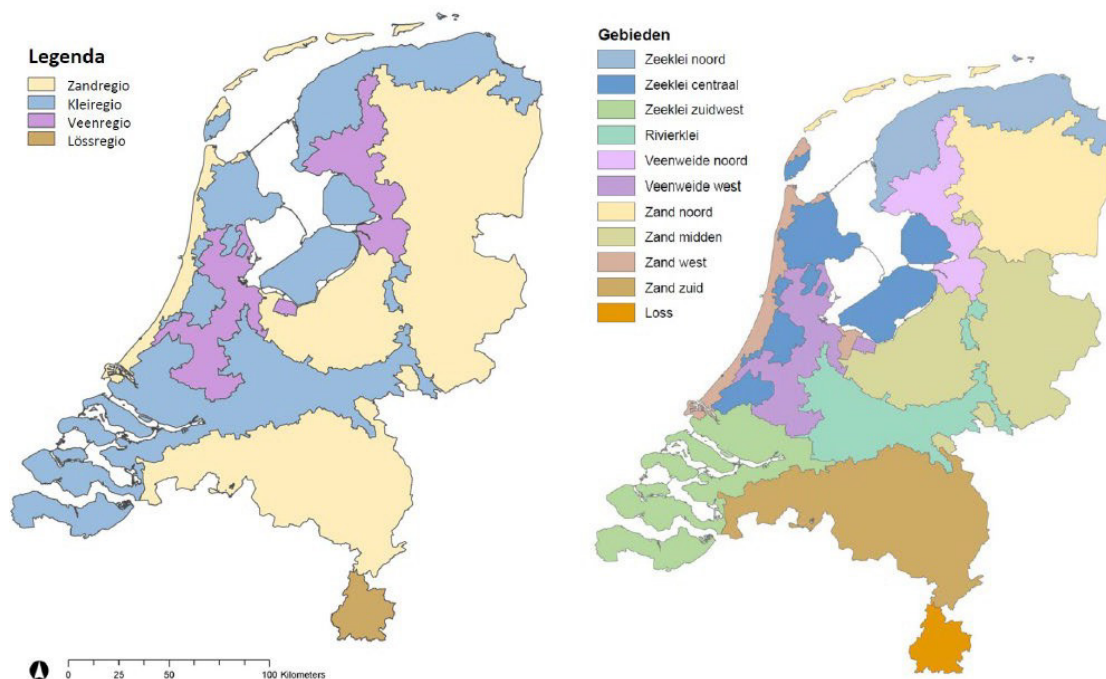 Legenda
Zandregio
Kleiregio
Veenregio
Lössregio
0 25 50 100 Kilometers
Gebieden
Zeeklei noord
Zeeklei centraal
Zeeklei zuidwest
Rivierklei
Veenweide noord
Veenweide west
Zand noord
Zand midden
Zand west
Zand zuid
Loss